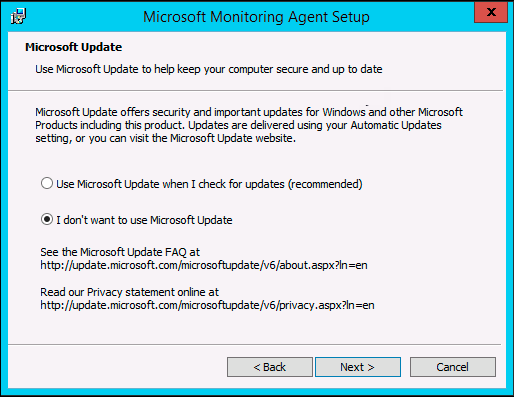 Microsoft Monitoring Agent Setup
x
Microsoft Update
Use Microsoft Update to help keep your computer secure and up to date
Microsoft Update offers security and important updates for Windows and other Microsoft
Products including this product. Updates are delivered using your Automatic Updates
setting, or you can visit the Microsoft Update website.
Use Microsoft Update when I check for updates (recommended)
I don't want to use Microsoft Update
See the Microsoft Update FAQ at
http://update.microsoft.com/microsoftupdate/v6/about.aspx?ln=en
Read our Privacy statement online at
http://update.microsoft.com/microsoftupdate/v6/privacy.aspx?ln=en
< Back
Next >
Cancel